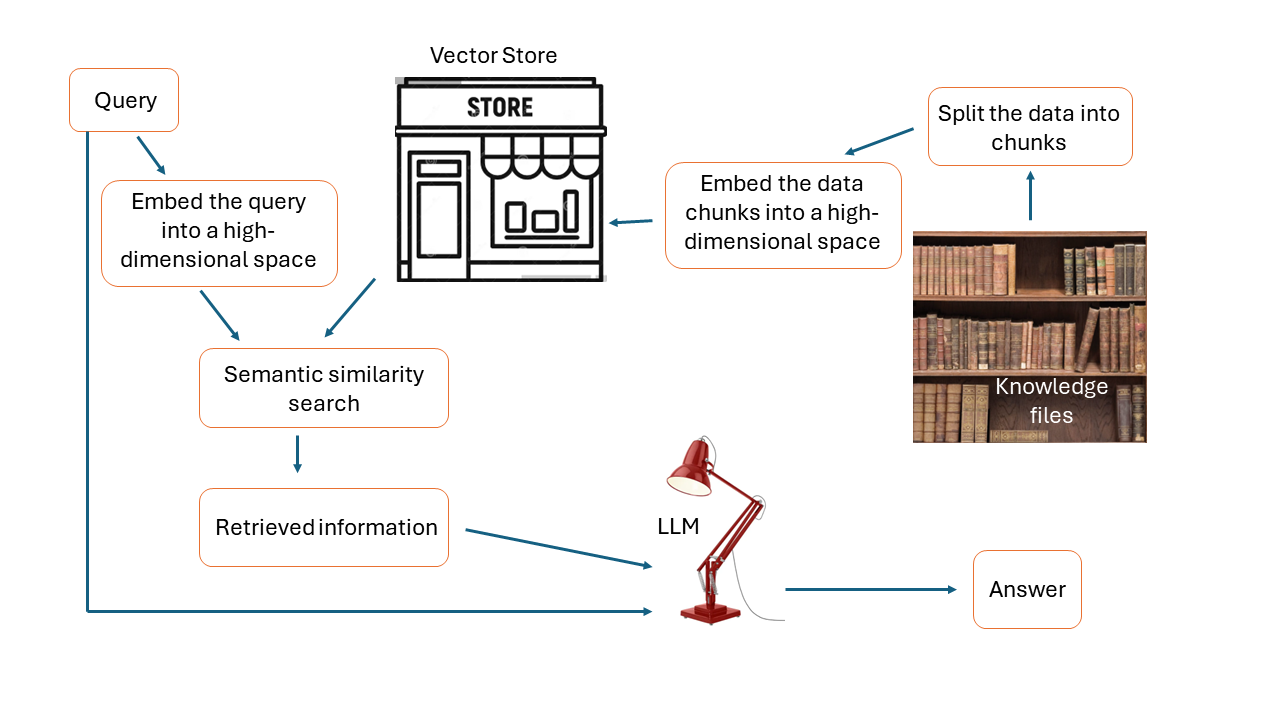 Vector Store
Query
STORE
Split the data into
chunks
Embed the data
chunks into a high-
dimensional space
Embed the query
into a high-
dimensional space
Semantic similarity
search
Knowledge
files
Retrieved information
LLM
Answer